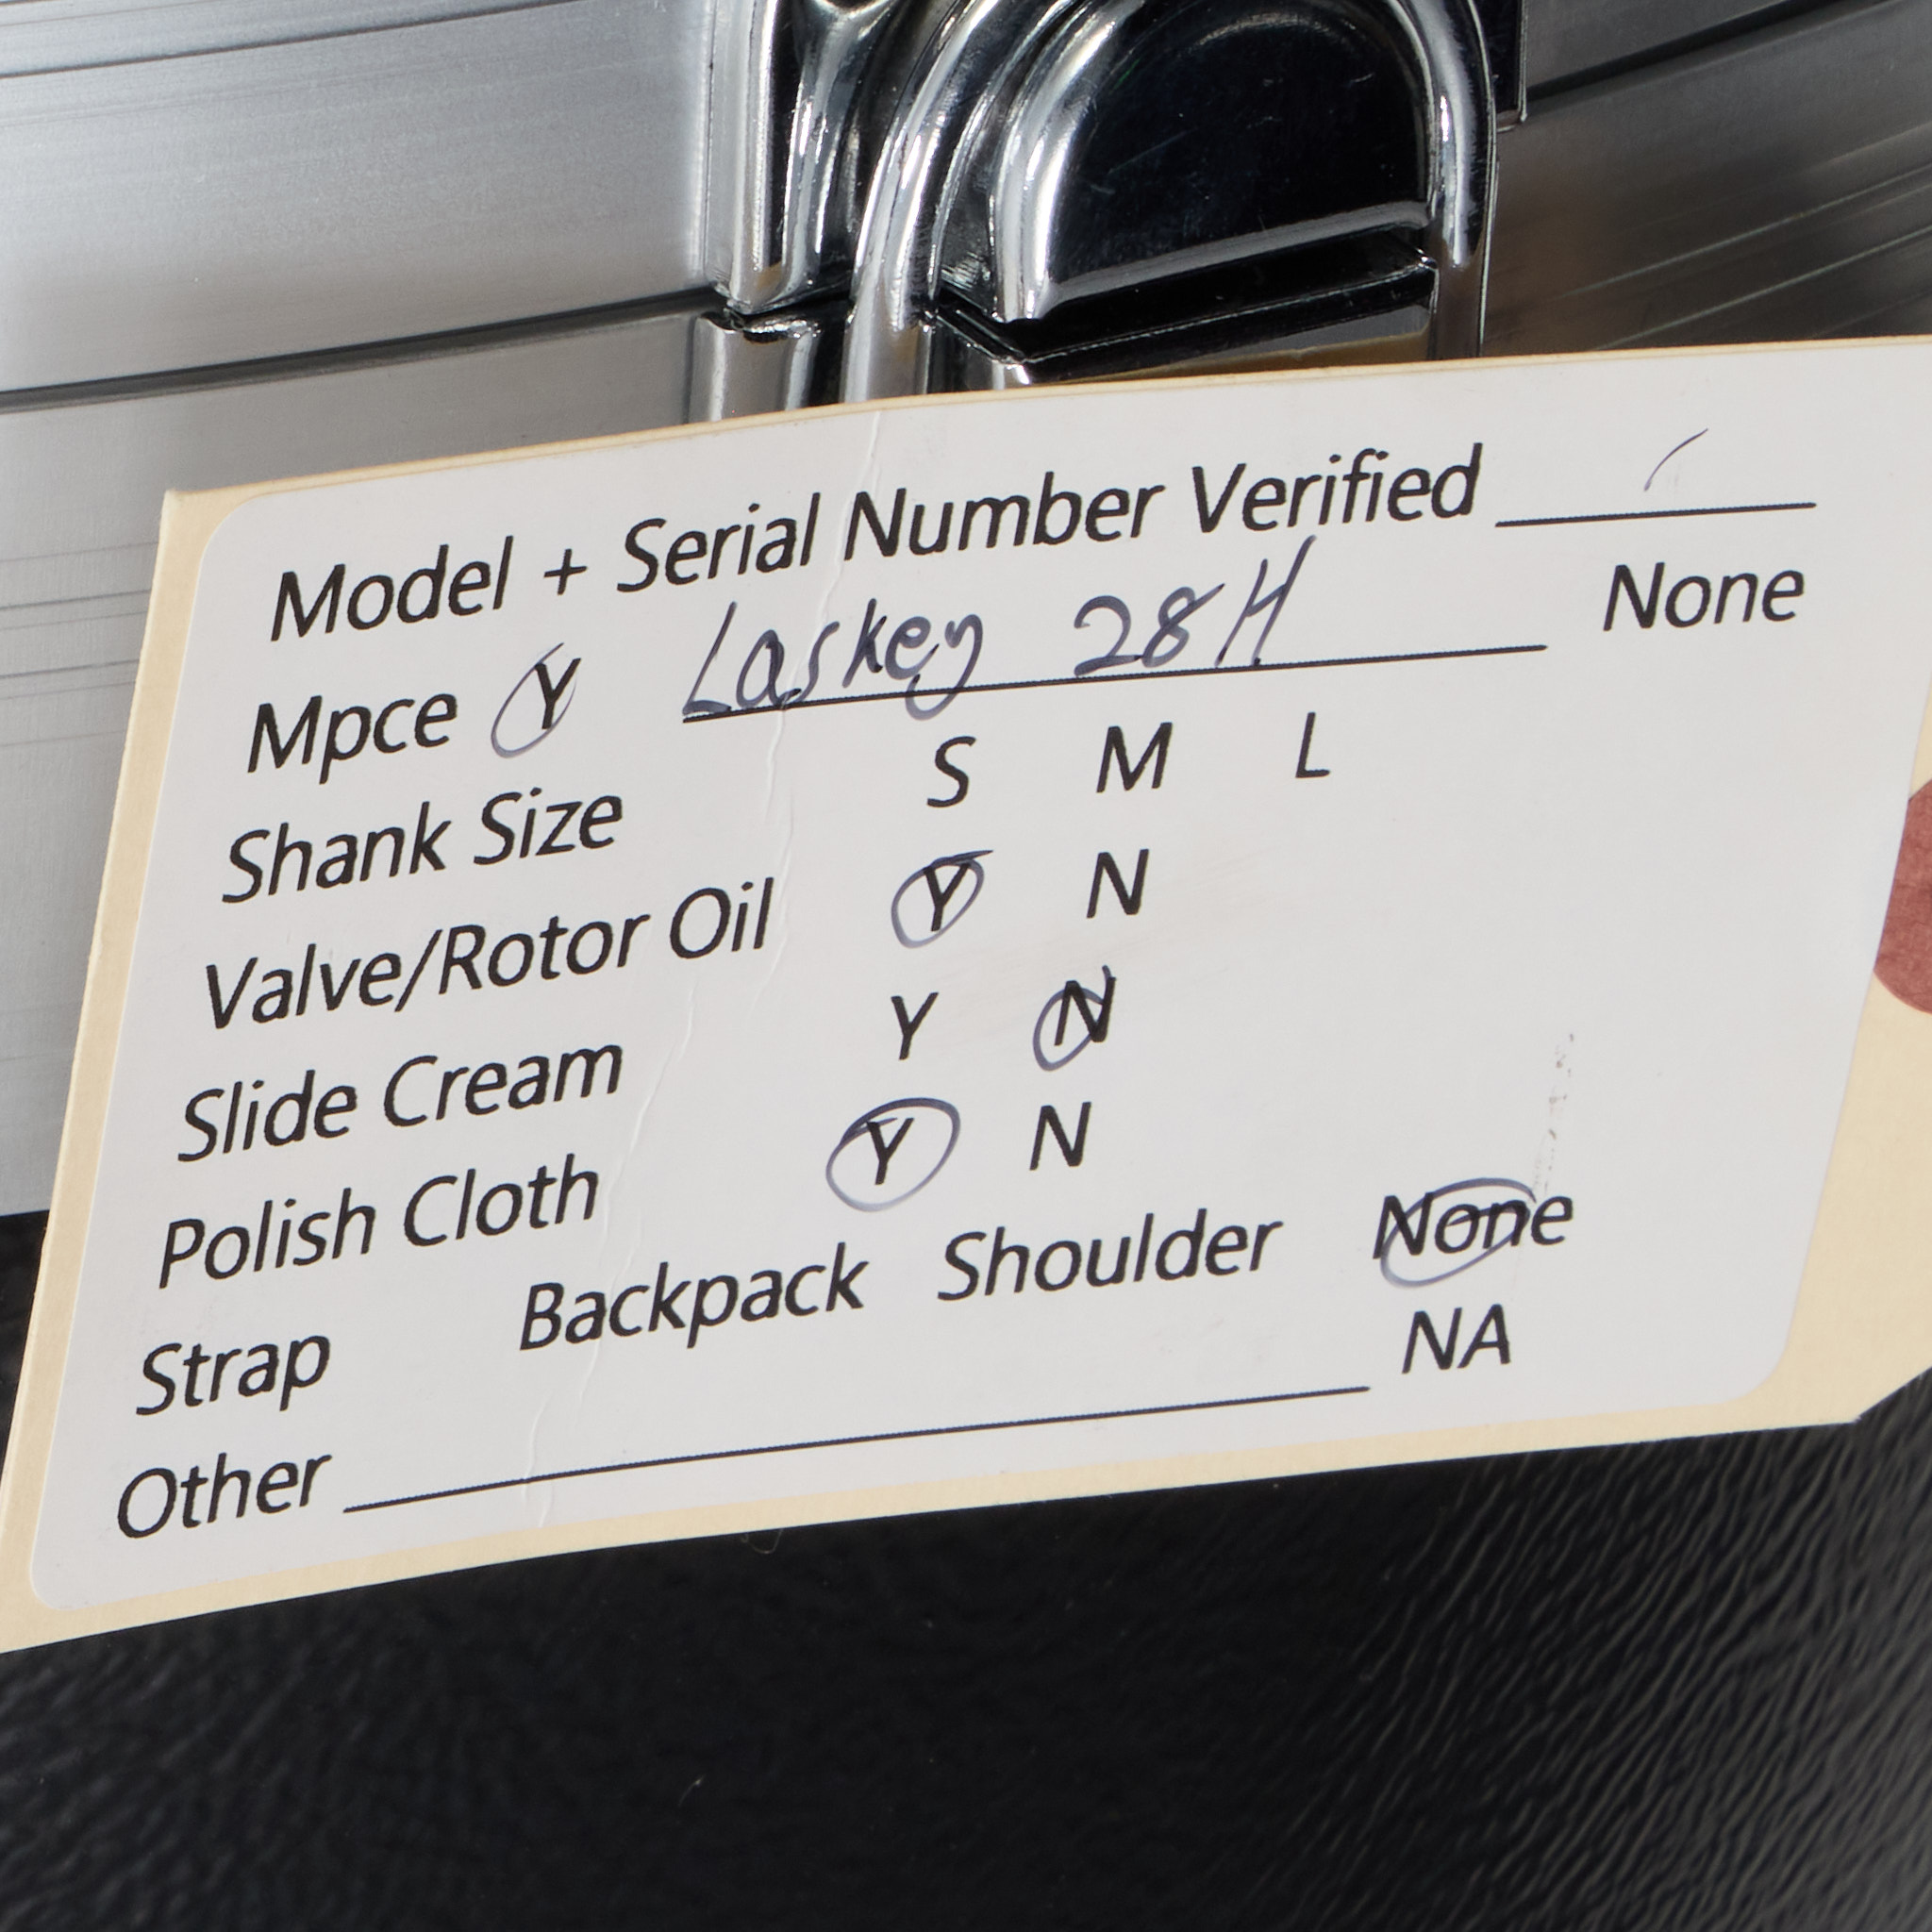 Model + Serial Number Verified
Mpce Y Laskey 28H None
Shank Size S M L
Valve/Rotor Oil Y N
Slide Cream Y N
Polish Cloth Y N
Strap Backpack Shoulder None
Other NA